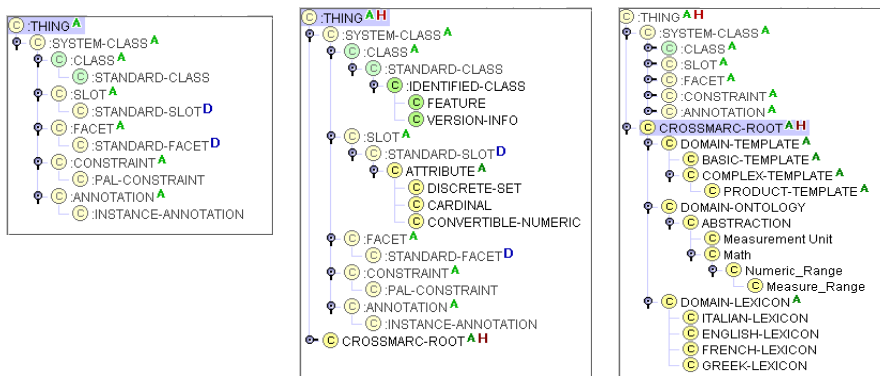 C :THING A
C :SYSTEM-CLASS A
C :CLASS A
C :STANDARD-CLASS
C :SLOT A
C :STANDARD-SLOT D
C :FACET A
C :STANDARD-FACET D
C :CONSTRAINT A
C :PAL-CONSTRAINT
C :ANNOTATION A
C :INSTANCE-ANNOTATION
C :THING A H
C :SYSTEM-CLASS A
C :CLASS A
C :STANDARD-CLASS
C :IDENTIFIED-CLASS
C FEATURE
C VERSION-INFO
C :SLOT A
C :STANDARD-SLOT D
C ATTRIBUTE A
C DISCRETE-SET
C CARDINAL
C CONVERTIBLE-NUMERIC
C :FACET A
C :STANDARD-FACET D
C :CONSTRAINT A
C :PAL-CONSTRAINT
C :ANNOTATION A
C :INSTANCE-ANNOTATION
C CROSSMARC-ROOT A H
C :THING A H
C :SYSTEM-CLASS A
C :CLASS A
C :SLOT A
C :FACET A
C :CONSTRAINT A
C :ANNOTATION A
C CROSSMARC-ROOT A H
C DOMAIN-TEMPLATE A
C BASIC-TEMPLATE A
C COMPLEX-TEMPLATE A
C PRODUCT-TEMPLATE A
C DOMAIN-ONTOLOGY
C ABSTRACTION
C Measurement Unit
C Math
C Numeric_Range
C Measure_Range
C DOMAIN-LEXICON A
C ITALIAN-LEXICON
C ENGLISH-LEXICON
C FRENCH-LEXICON
C GREEK-LEXICON